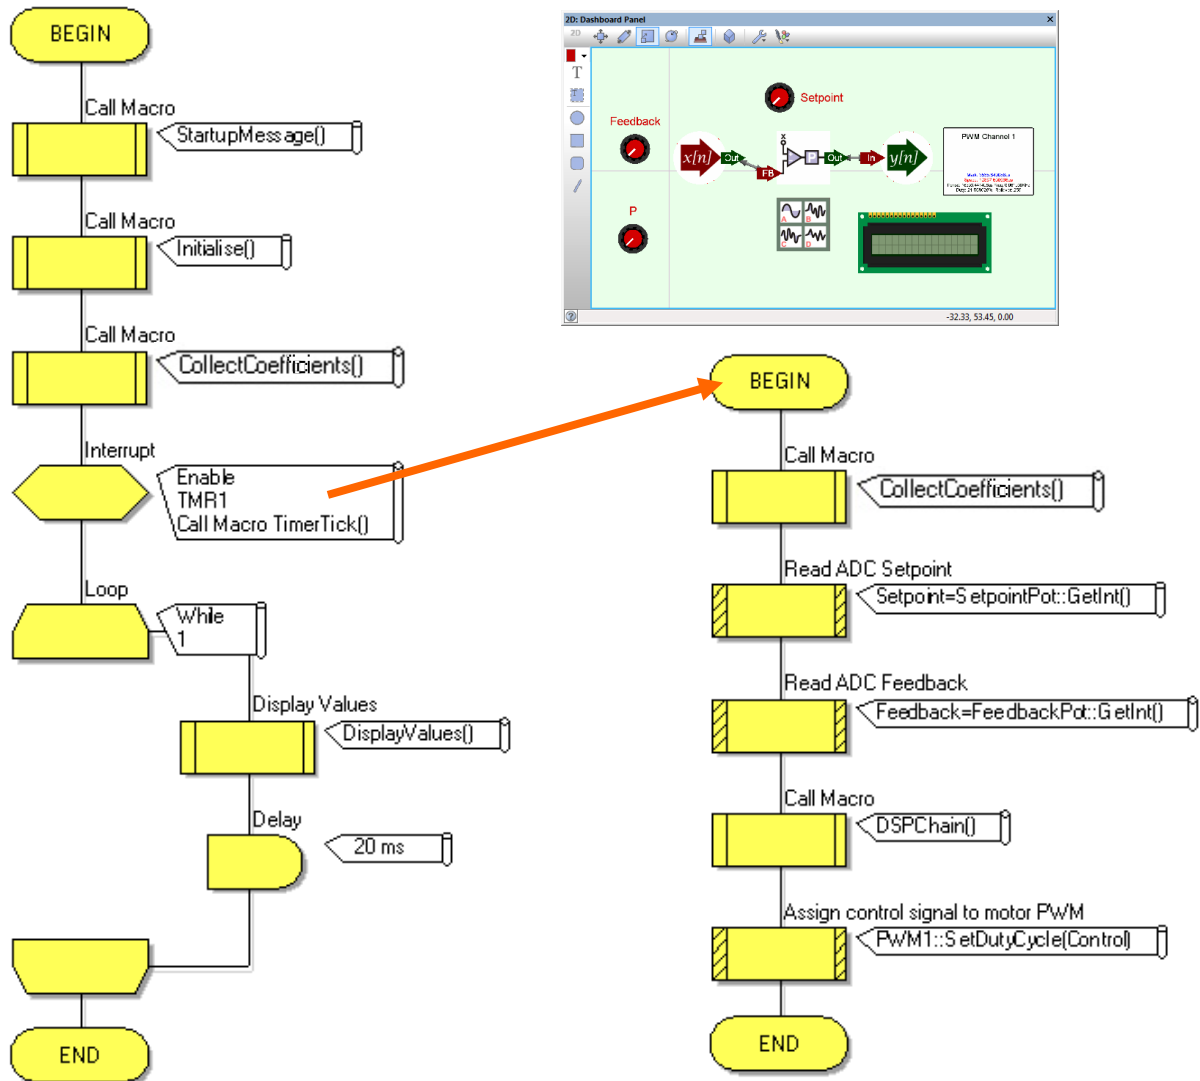 BEGIN
Call Macro
StartupMessage()
Call Macro
Initialise()
Call Macro
CollectCoefficients()
Interrupt
Enable
TMR1
Call Macro TimerTick()
Loop
While
1
Display Values
DisplayValues()
Delay
20 ms
END
2D: Dashboard Panel
2D
T
Setpoint
Feedback
x[n]
Out
FB
x
P
Out
In
y[n]
PWM Channel 1
P
A
B
C
D
-32.33, 53.45, 0.00
BEGIN
Call Macro
CollectCoefficients()
Read ADC Setpoint
Setpoint=SetpointPot::GetInt()
Read ADC Feedback
Feedback=FeedbackPot::GetInt()
Call Macro
DSPChain()
Assign control signal to motor PWM
PWM1::SetDutyCycle(Control)
END